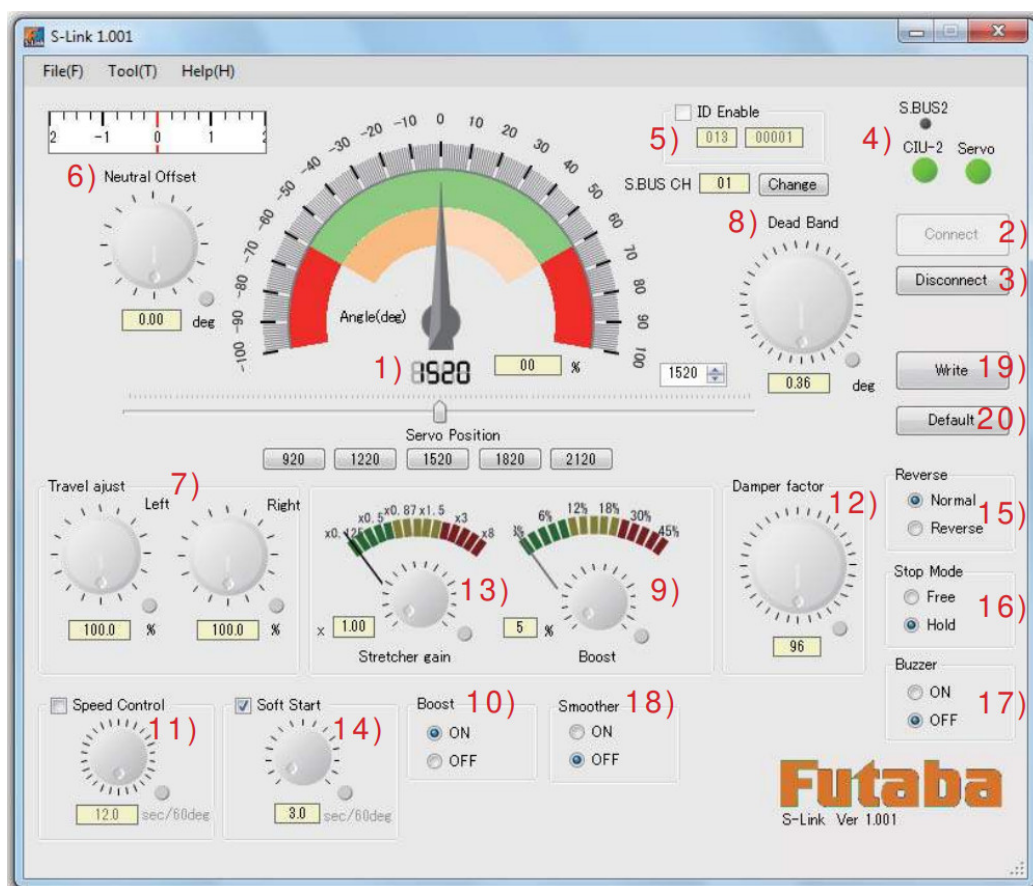 S-Link 1.001
File(F) Tool(T) Help(H)
2 -1 0 1 2
6) Neutral Offset
0.00 deg
-100 -90 -80 -70 -60 -50 -40 -30 -20 -10 0 10 20 30 40 50 60 70 80 90 100
Angle(deg)
1) 1520 00 %
1520
5) ID Enable
013 00001
S.BUS CH 01 Change
S.BUS2
4) CIU-2 Servo
8) Dead Band
0.36 deg
Connect 2)
Disconnect 3)
Write 19)
Default 20)
Servo Position
920 1220 1520 1820 2120
Travel ajust 7)
Left Right
100.0 % 100.0 %
x0.125 x0.5 x0.87 x1.5 x3 x8
13)
x 1.00
Stretcher gain
6% 12% 18% 30% 45%
9)
5 %
Boost
Damper factor 12)
96
Reverse
Normal
Reverse
15)
Stop Mode
Free
Hold
16)
Buzzer
ON
OFF
17)
Speed Control
11)
12.0 sec/60deg
Soft Start
14)
3.0 sec/60deg
Boost 10)
ON
OFF
Smoother 18)
ON
OFF
Futaba
S-Link Ver 1.001